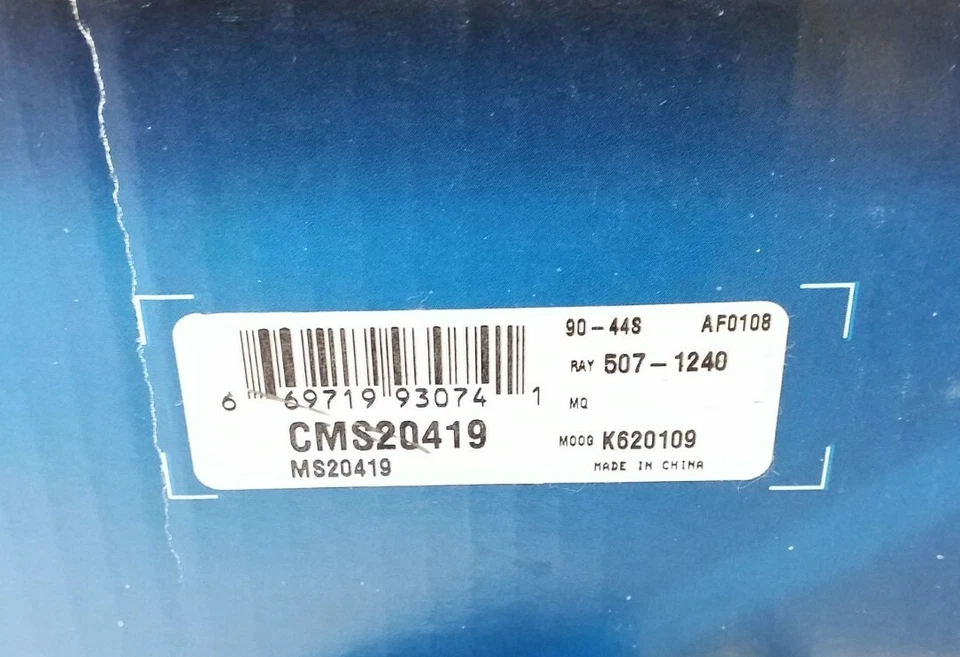 6 69719 93074 1
CMS20419
MS20419
90-44S AF0108
RAY 507-1240
MQ
MOOG K620109
MADE IN CHINA